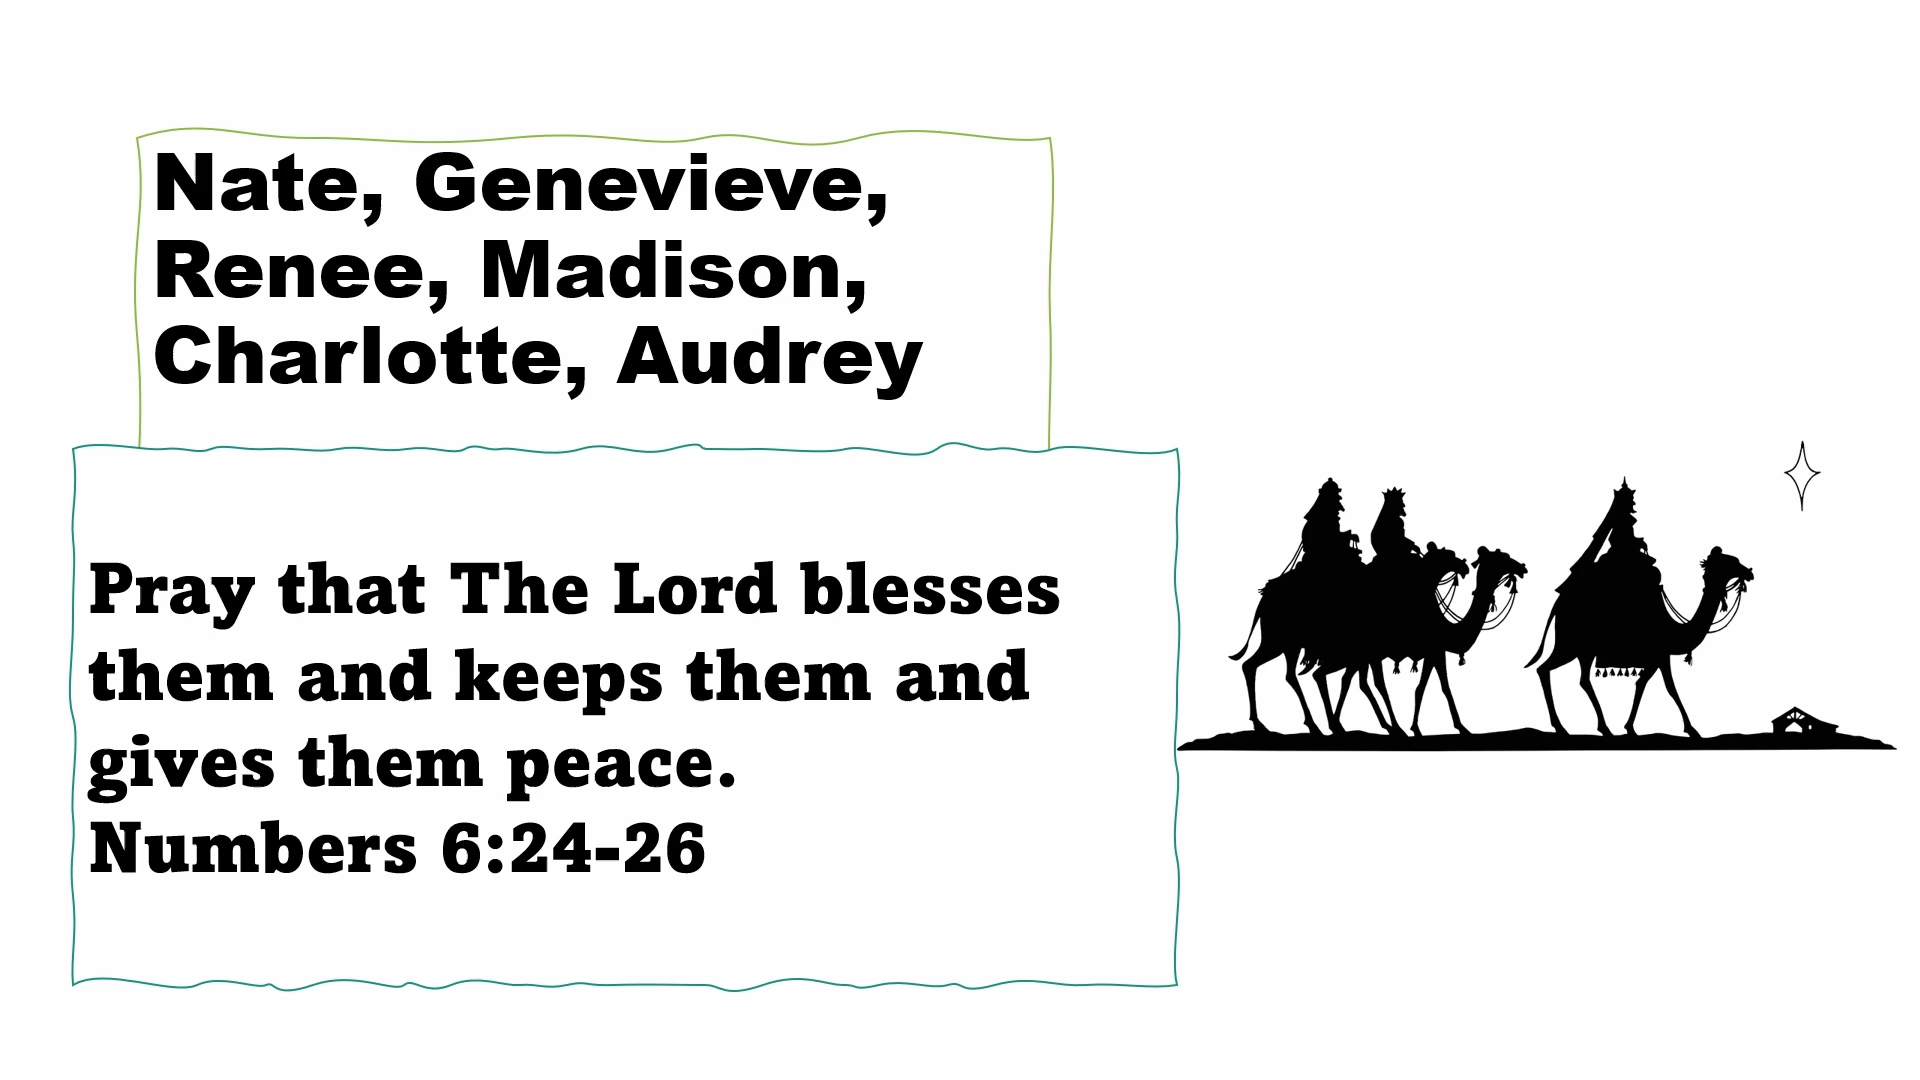 Nate, Genevieve,
Renee, Madison,
Charlotte, Audrey
Pray that The Lord blesses
them and keeps them and
gives them peace.
Numbers 6:24-26